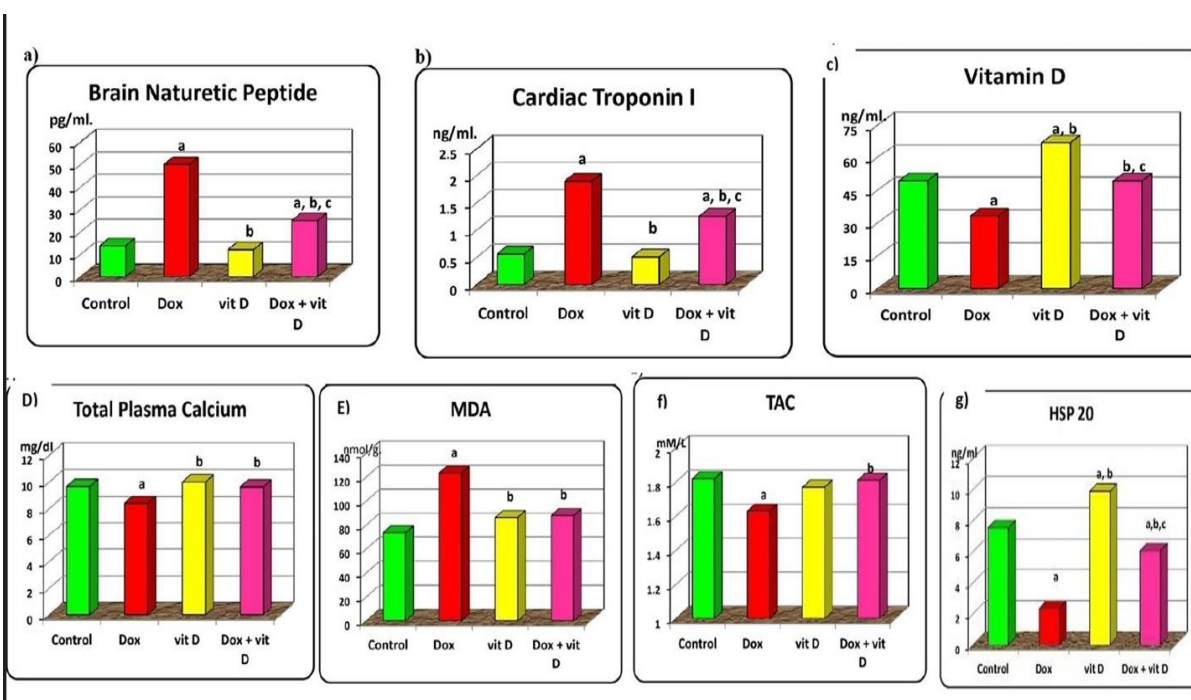 a)
Brain Naturetic Peptide
pg/ml.
60
50
40
30
20
10
0
a
b
a, b, c
Control Dox vit D Dox + vit
D
b)
Cardiac Troponin I
ng/ml.
2.5
2
1.5
1
0.5
0
a
b
a, b, c
Control Dox vit D Dox + vit
D
c)
Vitamin D
ng/ml.
75
60
45
30
15
0
a
a, b
b, c
Control Dox vit D Dox + vit
D
D)
Total Plasma Calcium
mg/dl
12
10
8
6
4
2
0
a
b
b
Control Dox vit D Dox + vit
D
E)
MDA
nmol/g.
140
120
100
80
60
40
20
0
a
b
b
Control Dox vit D Dox + vit
D
f)
TAC
mM/L
2
1.8
1.6
1.4
1.2
1
a
b
Control Dox vit D Dox + vit
D
g)
HSP 20
ng/ml
12
10
8
6
4
2
0
a
a, b
a,b,c
Control Dox vit D Dox + vit D